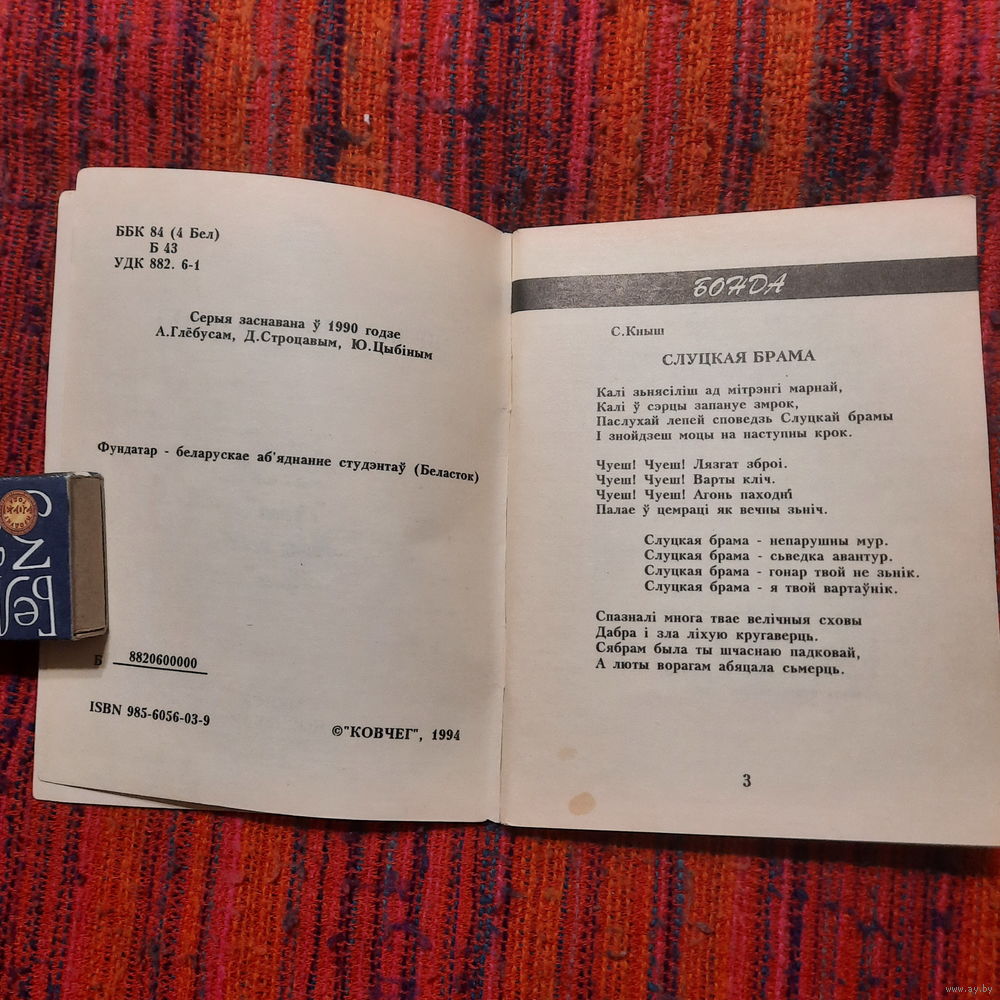 ББК 84 (4 Бел)
Б 43
УДК 882. 6-1
Серыя заснавана ў 1990 годзе
А.Глёбусам, Д.Строцавым, Ю.Цыбіным
Фундатар - беларускае аб'яднанне студэнтаў (Беласток)
Б 8820600000
ISBN 985-6056-03-9
©"КОВЧЕГ", 1994
БОНДА
С.Кныш
СЛУЦКАЯ БРАМА
Калі зьнясіліш ад мітрэнгі марнай,
Калі ў сэрцы запануе змрок,
Паслухай лепей споведзь Слуцкай брамы
І знойдзеш моцы на наступны крок.
Чуеш! Чуеш! Лязгат зброі.
Чуеш! Чуеш! Варты кліч.
Чуеш! Чуеш! Агонь паходні
Палае ў цемраці як вечны зьніч.
Слуцкая брама - непарушны мур.
Слуцкая брама - сьведка авантур.
Слуцкая брама - гонар твой не зьнік.
Слуцкая брама - я твой вартаўнік.
Спазналі многа твае велічныя сховы
Дабра і зла ліхую кругаверць.
Сябрам была ты шчаснаю падковай,
А люты ворагам абяцала сьмерць.
3
www.ay.by